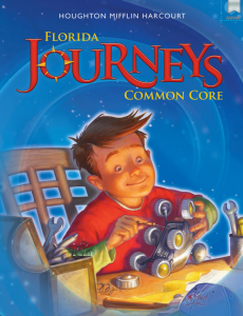 HOUGHTON MIFFLIN HARCOURT
FLORIDA
JOURNEYS
COMMON CORE